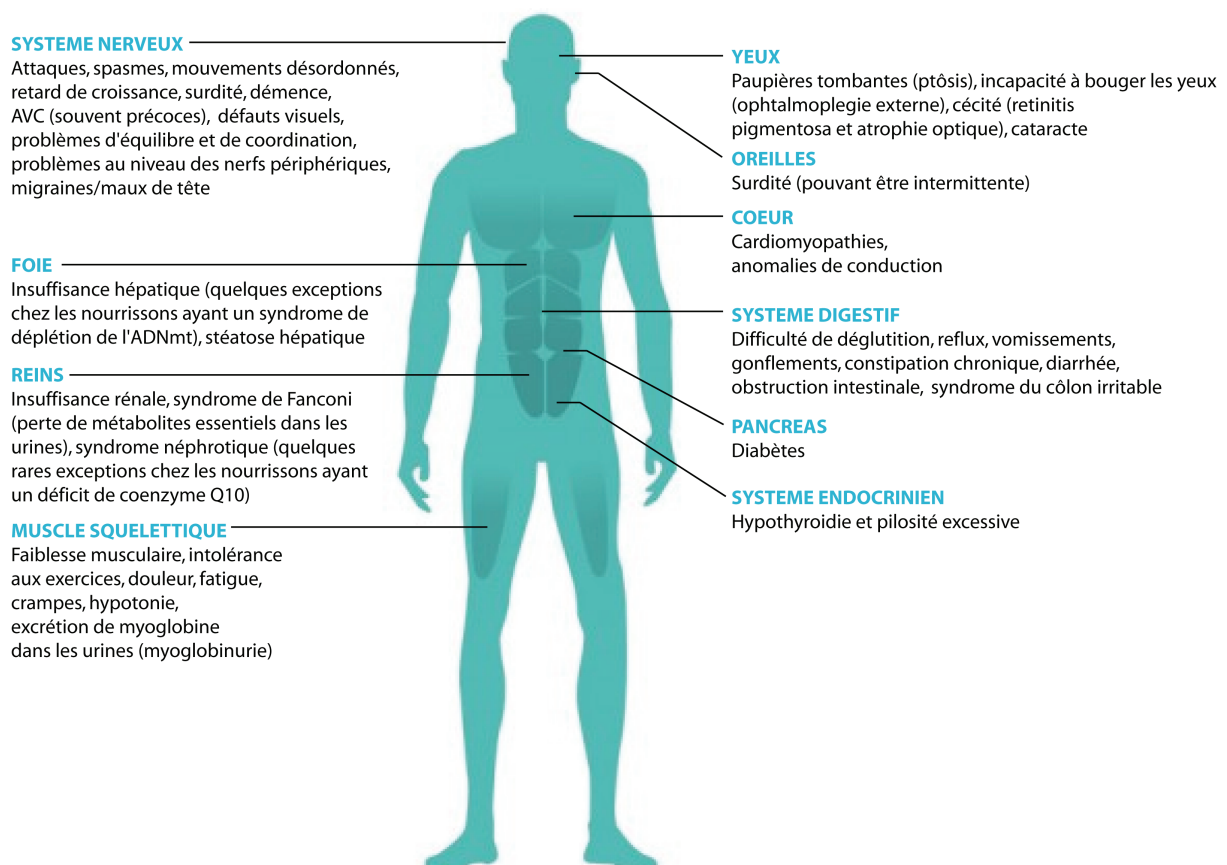 SYSTEME NERVEUX
Attaques, spasmes, mouvements désordonnés,
retard de croissance, surdité, démence,
AVC (souvent précoces), défauts visuels,
problèmes d'équilibre et de coordination,
problèmes au niveau des nerfs périphériques,
migraines/maux de tête
FOIE
Insuffisance hépatique (quelques exceptions
chez les nourrissons ayant un syndrome de
déplétion de l'ADNmt), stéatose hépatique
REINS
Insuffisance rénale, syndrome de Fanconi
(perte de métabolites essentiels dans les
urines), syndrome néphrotique (quelques
rares exceptions chez les nourrissons ayant
un déficit de coenzyme Q10)
MUSCLE SQUELETTIQUE
Faiblesse musculaire, intolérance
aux exercices, douleur, fatigue,
crampes, hypotonie,
excrétion de myoglobine
dans les urines (myoglobinurie)
YEUX
Paupières tombantes (ptôsis), incapacité à bouger les yeux
(ophtalmoplegie externe), cécité (retinitis
pigmentosa et atrophie optique), cataracte
OREILLES
Surdité (pouvant être intermittente)
COEUR
Cardiomyopathies,
anomalies de conduction
SYSTEME DIGESTIF
Difficulté de déglutition, reflux, vomissements,
gonflements, constipation chronique, diarrhée,
obstruction intestinale, syndrome du côlon irritable
PANCREAS
Diabètes
SYSTEME ENDOCRINIEN
Hypothyroidie et pilosité excessive